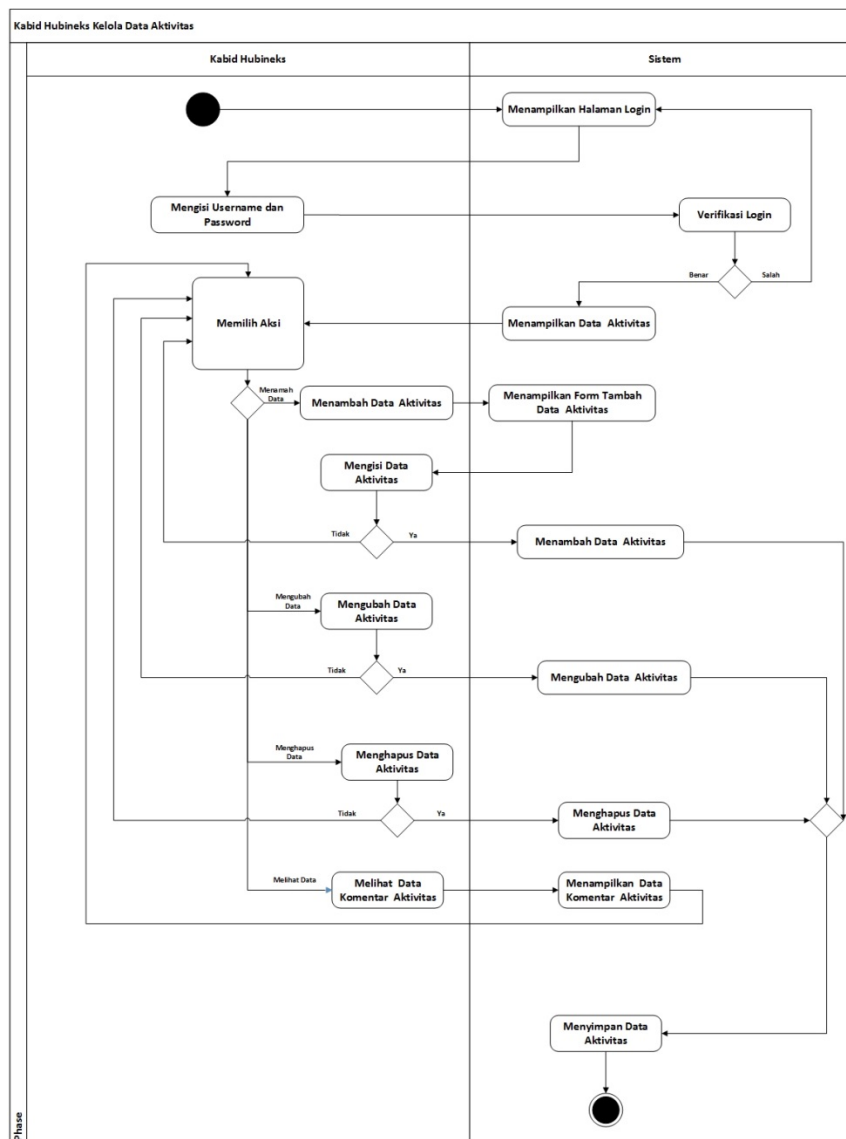 Kabid Hubineks Kelola Data Aktivitas
Kabid Hubineks
Sistem
Menampilkan Halaman Login
Mengisi Username dan
Password
Verifikasi Login
Benar
Salah
Memilih Aksi
Menampilkan Data Aktivitas
Menamah
Data
Menambah Data Aktivitas
Menampilkan Form Tambah
Data Aktivitas
Mengisi Data
Aktivitas
Tidak
Ya
Menambah Data Aktivitas
Mengubah
Data
Mengubah Data
Aktivitas
Tidak
Ya
Mengubah Data Aktivitas
Menghapus
Data
Menghapus Data
Aktivitas
Tidak
Ya
Menghapus Data
Aktivitas
Melihat Data
Melihat Data
Komentar Aktivitas
Menampilkan Data
Komentar Aktivitas
Menyimpan Data
Aktivitas
Phase